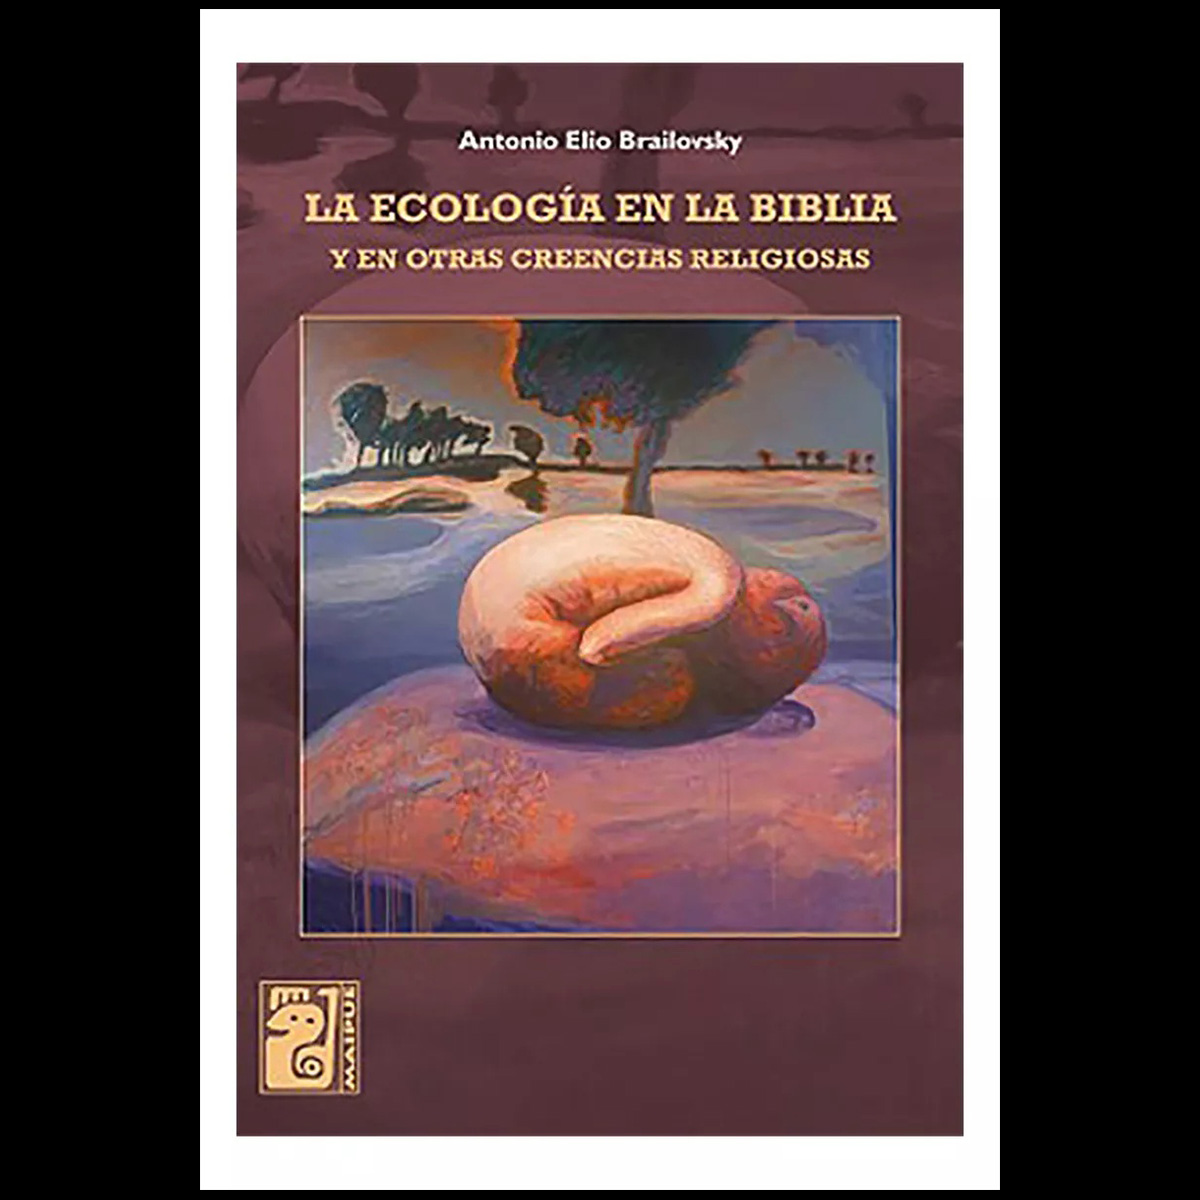 Antonio Elio Brailovsky
LA ECOLOGÍA EN LA BIBLIA
Y EN OTRAS CREENCIAS RELIGIOSAS
MAIPUE